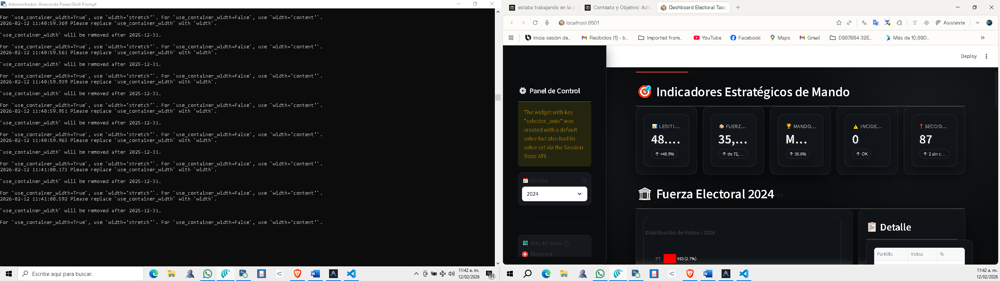 Administrador: Anaconda PowerShell Prompt
For `use_container_width=True`, use `width='stretch'`. For `use_container_width=False`, use `width='content'`.
2026-02-12 11:40:59.369 Please replace `use_container_width` with `width`.
`use_container_width` will be removed after 2025-12-31.
For `use_container_width=True`, use `width='stretch'`. For `use_container_width=False`, use `width='content'`.
2026-02-12 11:40:59.561 Please replace `use_container_width` with `width`.
`use_container_width` will be removed after 2025-12-31.
For `use_container_width=True`, use `width='stretch'`. For `use_container_width=False`, use `width='content'`.
2026-02-12 11:40:59.939 Please replace `use_container_width` with `width`.
`use_container_width` will be removed after 2025-12-31.
For `use_container_width=True`, use `width='stretch'`. For `use_container_width=False`, use `width='content'`.
2026-02-12 11:40:59.951 Please replace `use_container_width` with `width`.
`use_container_width` will be removed after 2025-12-31.
For `use_container_width=True`, use `width='stretch'`. For `use_container_width=False`, use `width='content'`.
2026-02-12 11:40:59.963 Please replace `use_container_width` with `width`.
`use_container_width` will be removed after 2025-12-31.
For `use_container_width=True`, use `width='stretch'`. For `use_container_width=False`, use `width='content'`.
2026-02-12 11:41:00.173 Please replace `use_container_width` with `width`.
`use_container_width` will be removed after 2025-12-31.
For `use_container_width=True`, use `width='stretch'`. For `use_container_width=False`, use `width='content'`.
2026-02-12 11:41:00.592 Please replace `use_container_width` with `width`.
`use_container_width` will be removed after 2025-12-31.
For `use_container_width=True`, use `width='stretch'`. For `use_container_width=False`, use `width='content'`.
Escribe aquí para buscar.
11:42 a. m.
12/02/2026
31
estaba trabajando en la p
Contexto y Objetivo: Actú
Dashboard Electoral Taxc
localhost:8501
Asistente
Inicia sesión de...
Recibidos (1) - b...
Imported from...
YouTube
Facebook
Maps
Gmail
0987654 32E...
Más de 10,890...
Deploy
Panel de Control
The widget with key
"selector_anio" was
created with a default
value but also had its
value set via the Session
State API.
Elección
2024
Vista del Mapa
Electoral
Indicadores Estratégicos de Mando
LEGITI...
48....
+48.9%
FUERZ...
35,...
de 72,...
MANDO...
M...
36.6%
INCIDE...
0
OK
SECCIO...
87
2 sin c...
Fuerza Electoral 2024
Distribución de Votos - 2024
PT 963 (2.7%)
Detalle
Partido Votos %
11:42 a. m.
12/02/2026